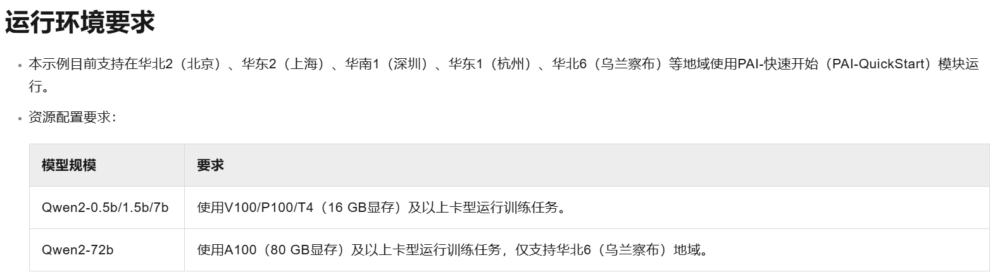 运行环境要求
本示例目前支持在华北2（北京）、华东2（上海）、华南1（深圳）、华东1（杭州）、华北6（乌兰察布）等地域使用PAI-快速开始（PAI-QuickStart）模块运
行。
资源配置要求：
模型规模 要求
Qwen2-0.5b/1.5b/7b 使用V100/P100/T4（16 GB显存）及以上卡型运行训练任务。
Qwen2-72b 使用A100（80 GB显存）及以上卡型运行训练任务，仅支持华北6（乌兰察布）地域。